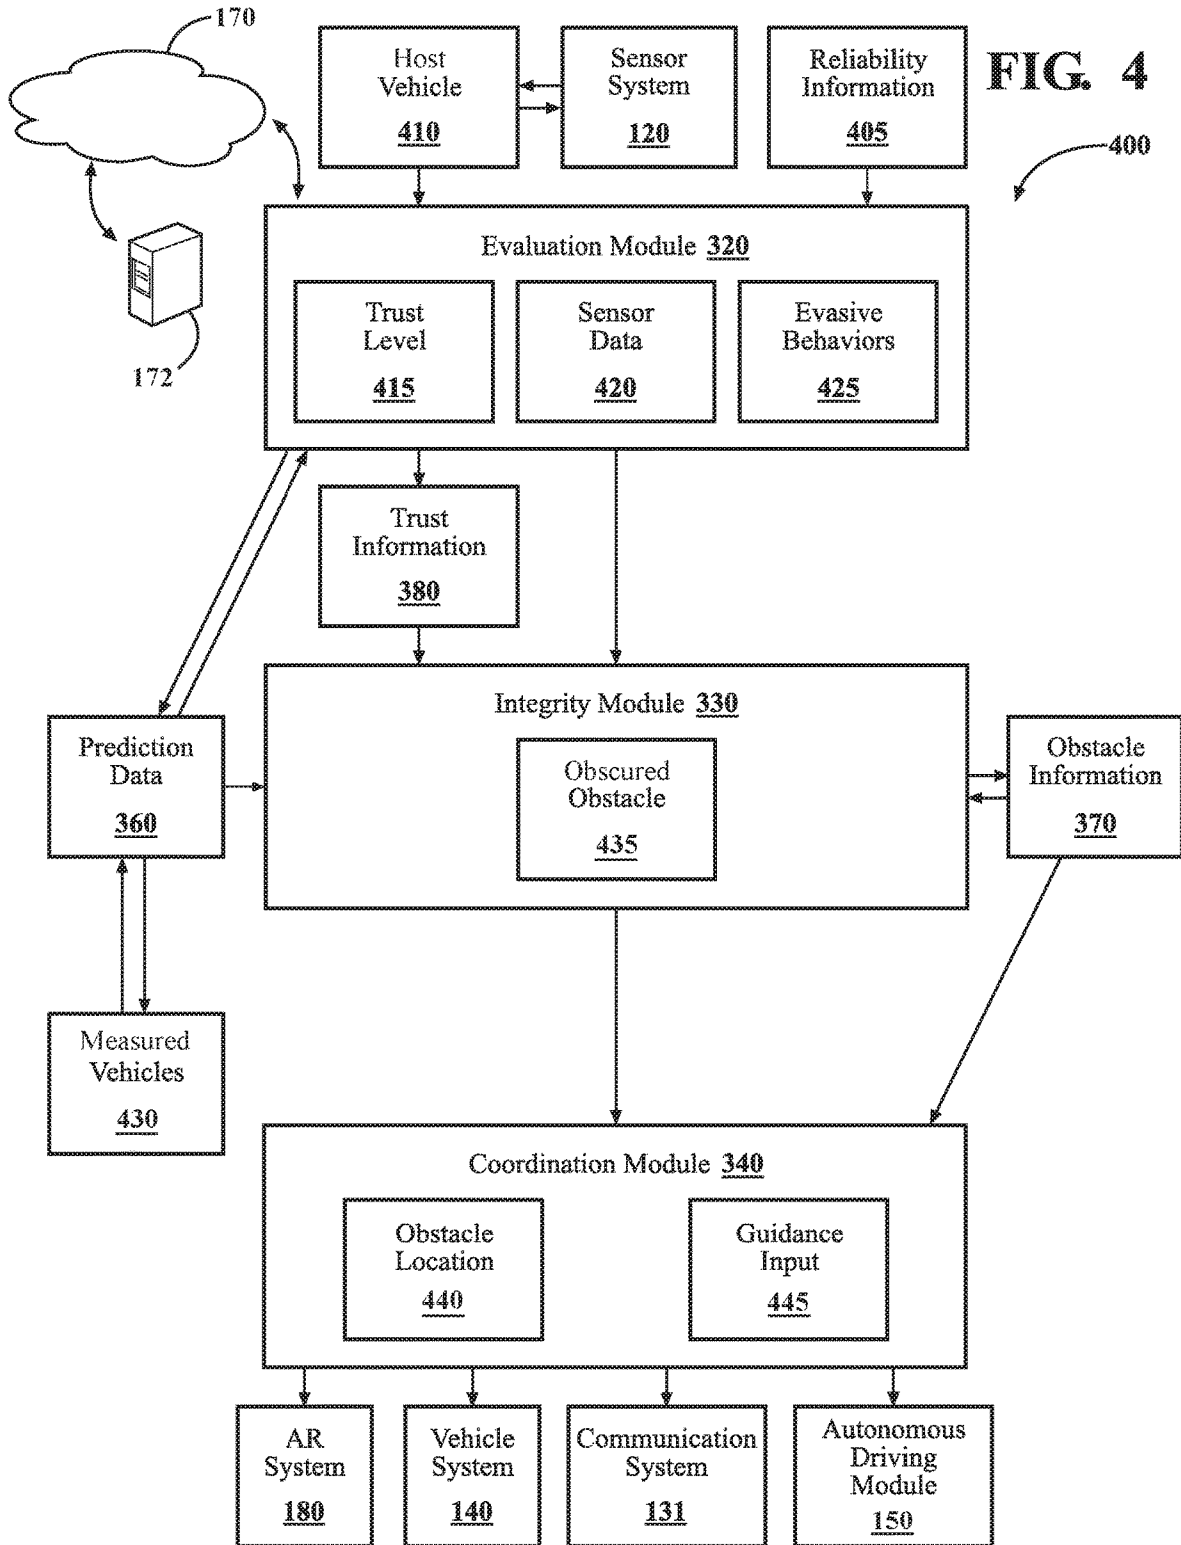 170
FIG. 4
400
Host
Vehicle
410
Sensor
System
120
Reliability
Information
405
172
Evaluation Module 320
Trust
Level
415
Sensor
Data
420
Evasive
Behaviors
425
Trust
Information
380
Integrity Module 330
Obscured
Obstacle
435
Prediction
Data
360
Obstacle
Information
370
Measured
Vehicles
430
Coordination Module 340
Obstacle
Location
440
Guidance
Input
445
AR
System
180
Vehicle
System
140
Communication
System
131
Autonomous
Driving
Module
150